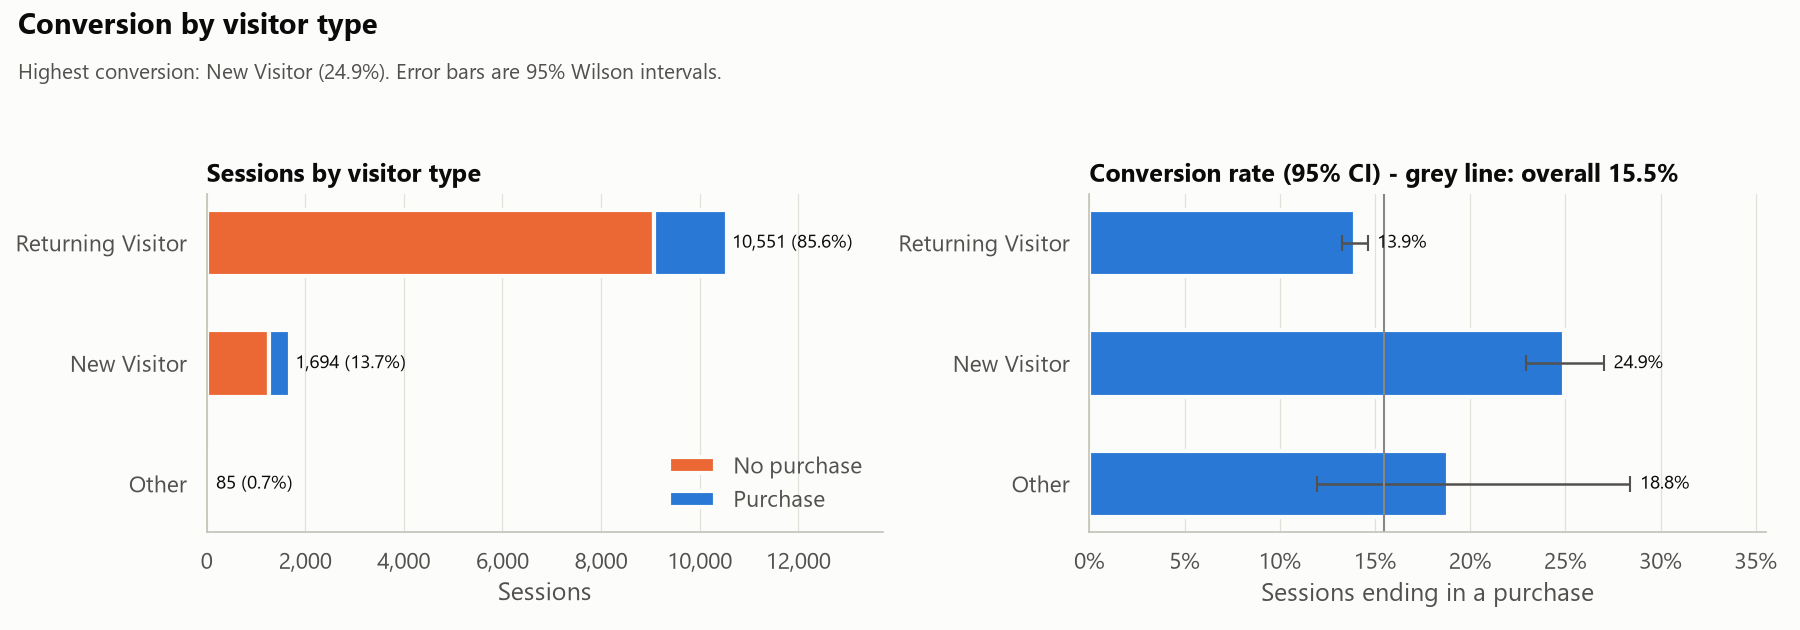 Conversion by visitor type
Highest conversion: New Visitor (24.9%). Error bars are 95% Wilson intervals.
Sessions by visitor type
Returning Visitor
10,551 (85.6%)
New Visitor
1,694 (13.7%)
Other
85 (0.7%)
No purchase
Purchase
0 2,000 4,000 6,000 8,000 10,000 12,000
Sessions
Conversion rate (95% CI) - grey line: overall 15.5%
Returning Visitor
13.9%
New Visitor
24.9%
Other
18.8%
0% 5% 10% 15% 20% 25% 30% 35%
Sessions ending in a purchase